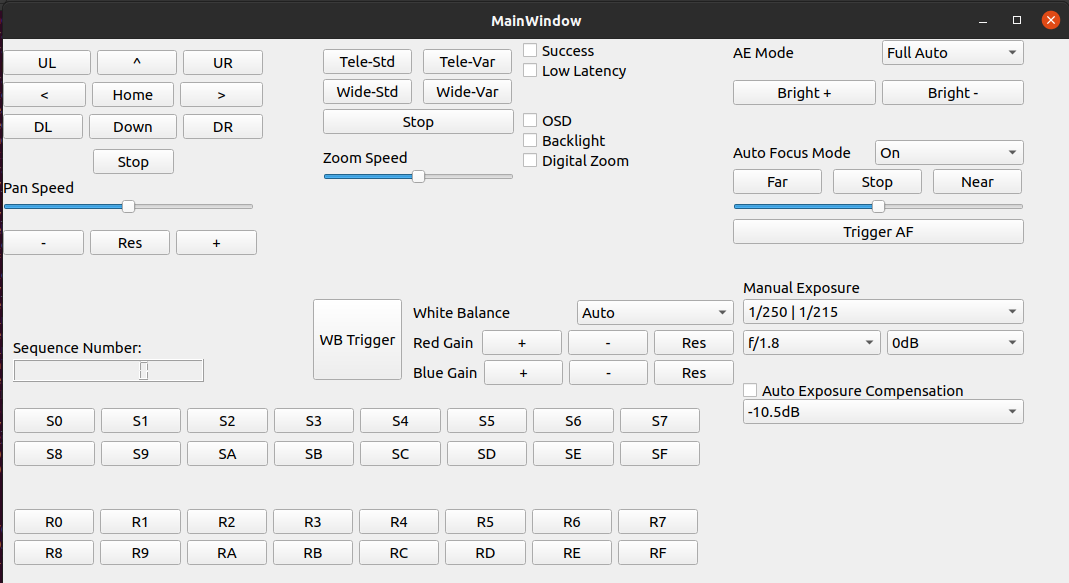 MainWindow
UL ^ UR
< Home >
DL Down DR
Stop
Pan Speed
- Res +
Tele-Std Tele-Var
Wide-Std Wide-Var
Stop
Zoom Speed
Success
Low Latency
OSD
Backlight
Digital Zoom
AE Mode Full Auto
Bright + Bright -
Auto Focus Mode On
Far Stop Near
Trigger AF
Sequence Number:
WB Trigger
White Balance Auto
Red Gain + - Res
Blue Gain + - Res
Manual Exposure
1/250 | 1/215
f/1.8 0dB
Auto Exposure Compensation
-10.5dB
S0 S1 S2 S3 S4 S5 S6 S7
S8 S9 SA SB SC SD SE SF
R0 R1 R2 R3 R4 R5 R6 R7
R8 R9 RA RB RC RD RE RF